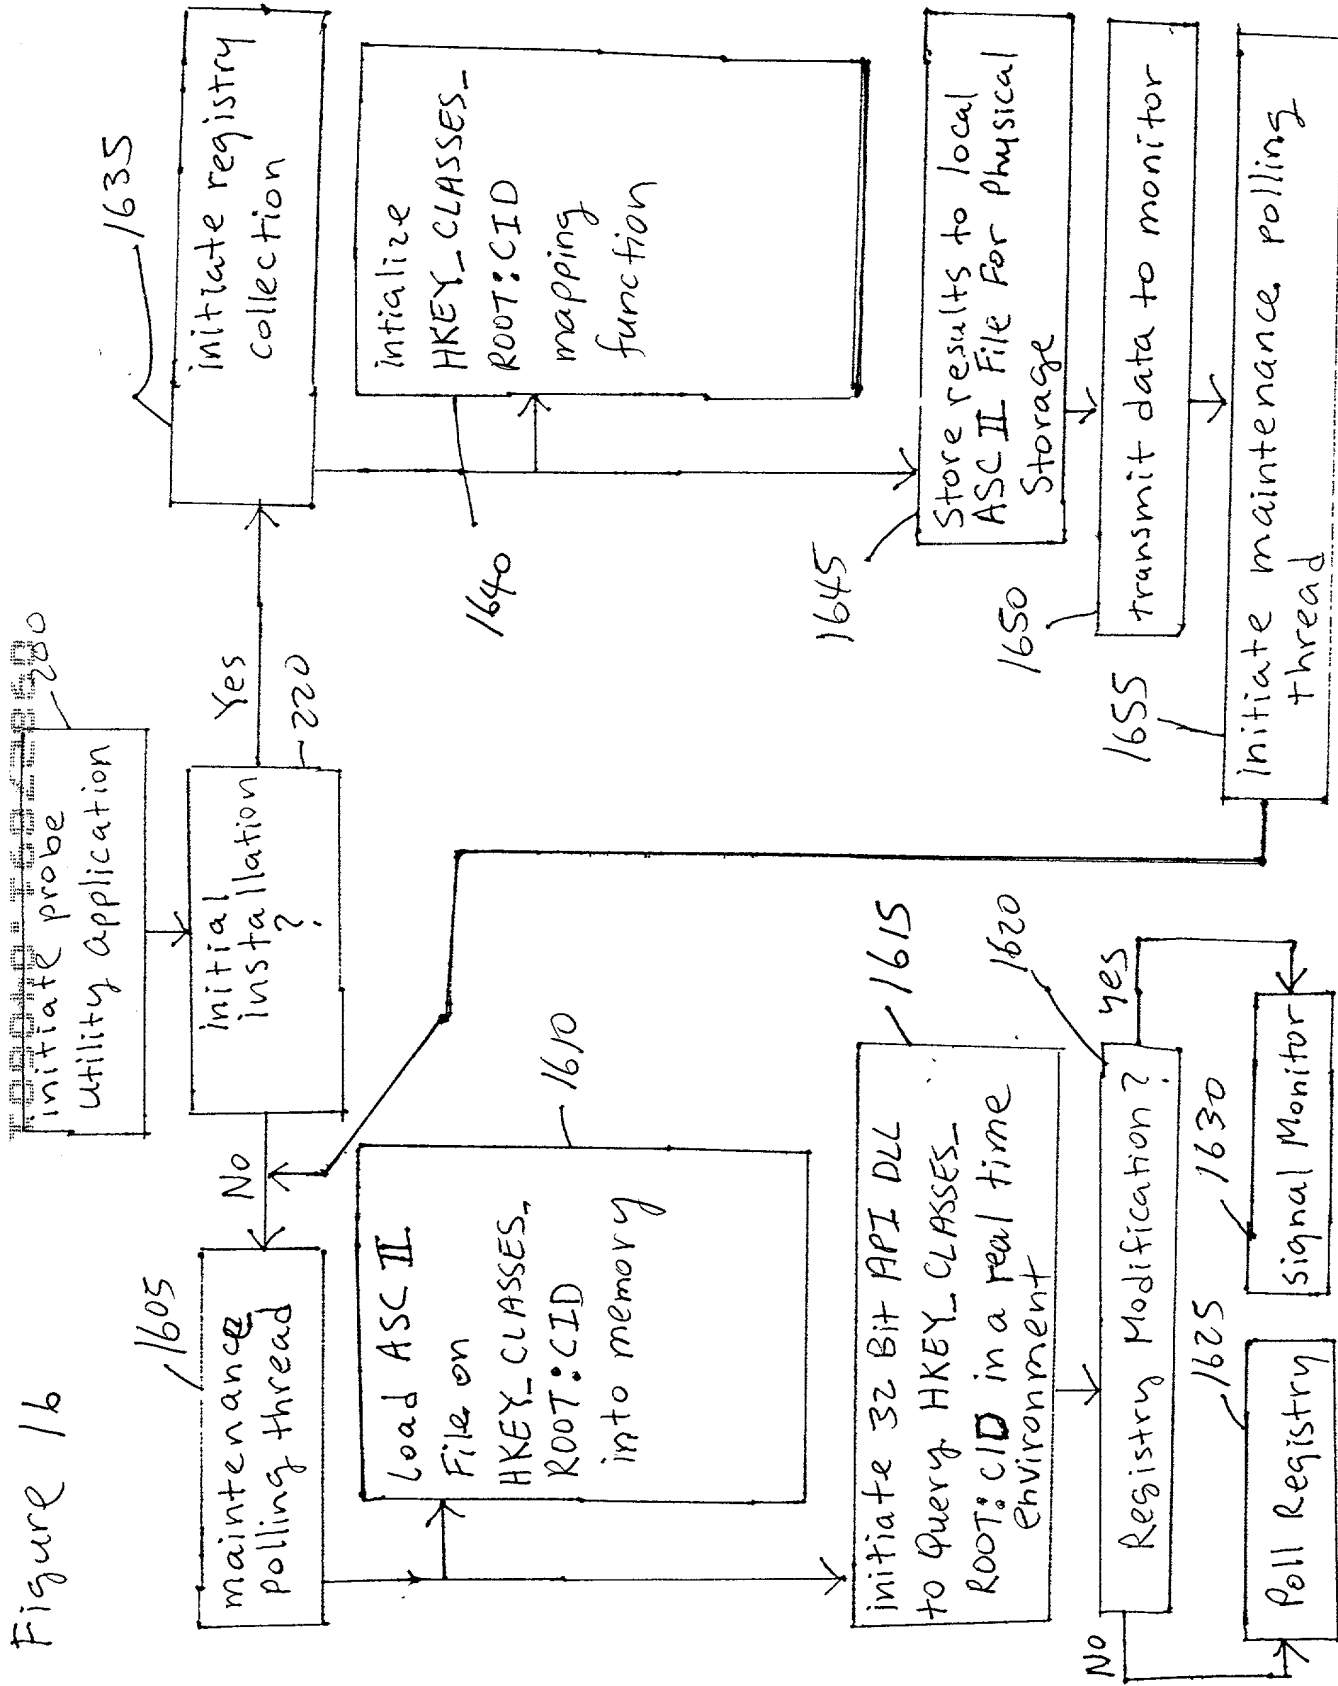 Figure 16
initiate probe
Utility application
200
initial
installation
?
220
No
Yes
maintenance
polling thread
1605
Load ASC II
File on
HKEY_CLASSES_
ROOT:CID
into memory
1610
initiate 32 Bit API DLL
to Query HKEY_CLASSES_
ROOT:CID in a real time
environment
1615
Registry Modification?
1620
No
yes
Poll Registry
1625
signal Monitor
1630
initiate registry
collection
1635
intialize
HKEY_CLASSES_
ROOT:CID
mapping
function
1640
Store results to local
ASC II File For Physical
Storage
1645
transmit data to monitor
1650
initiate maintenance polling
thread
1655